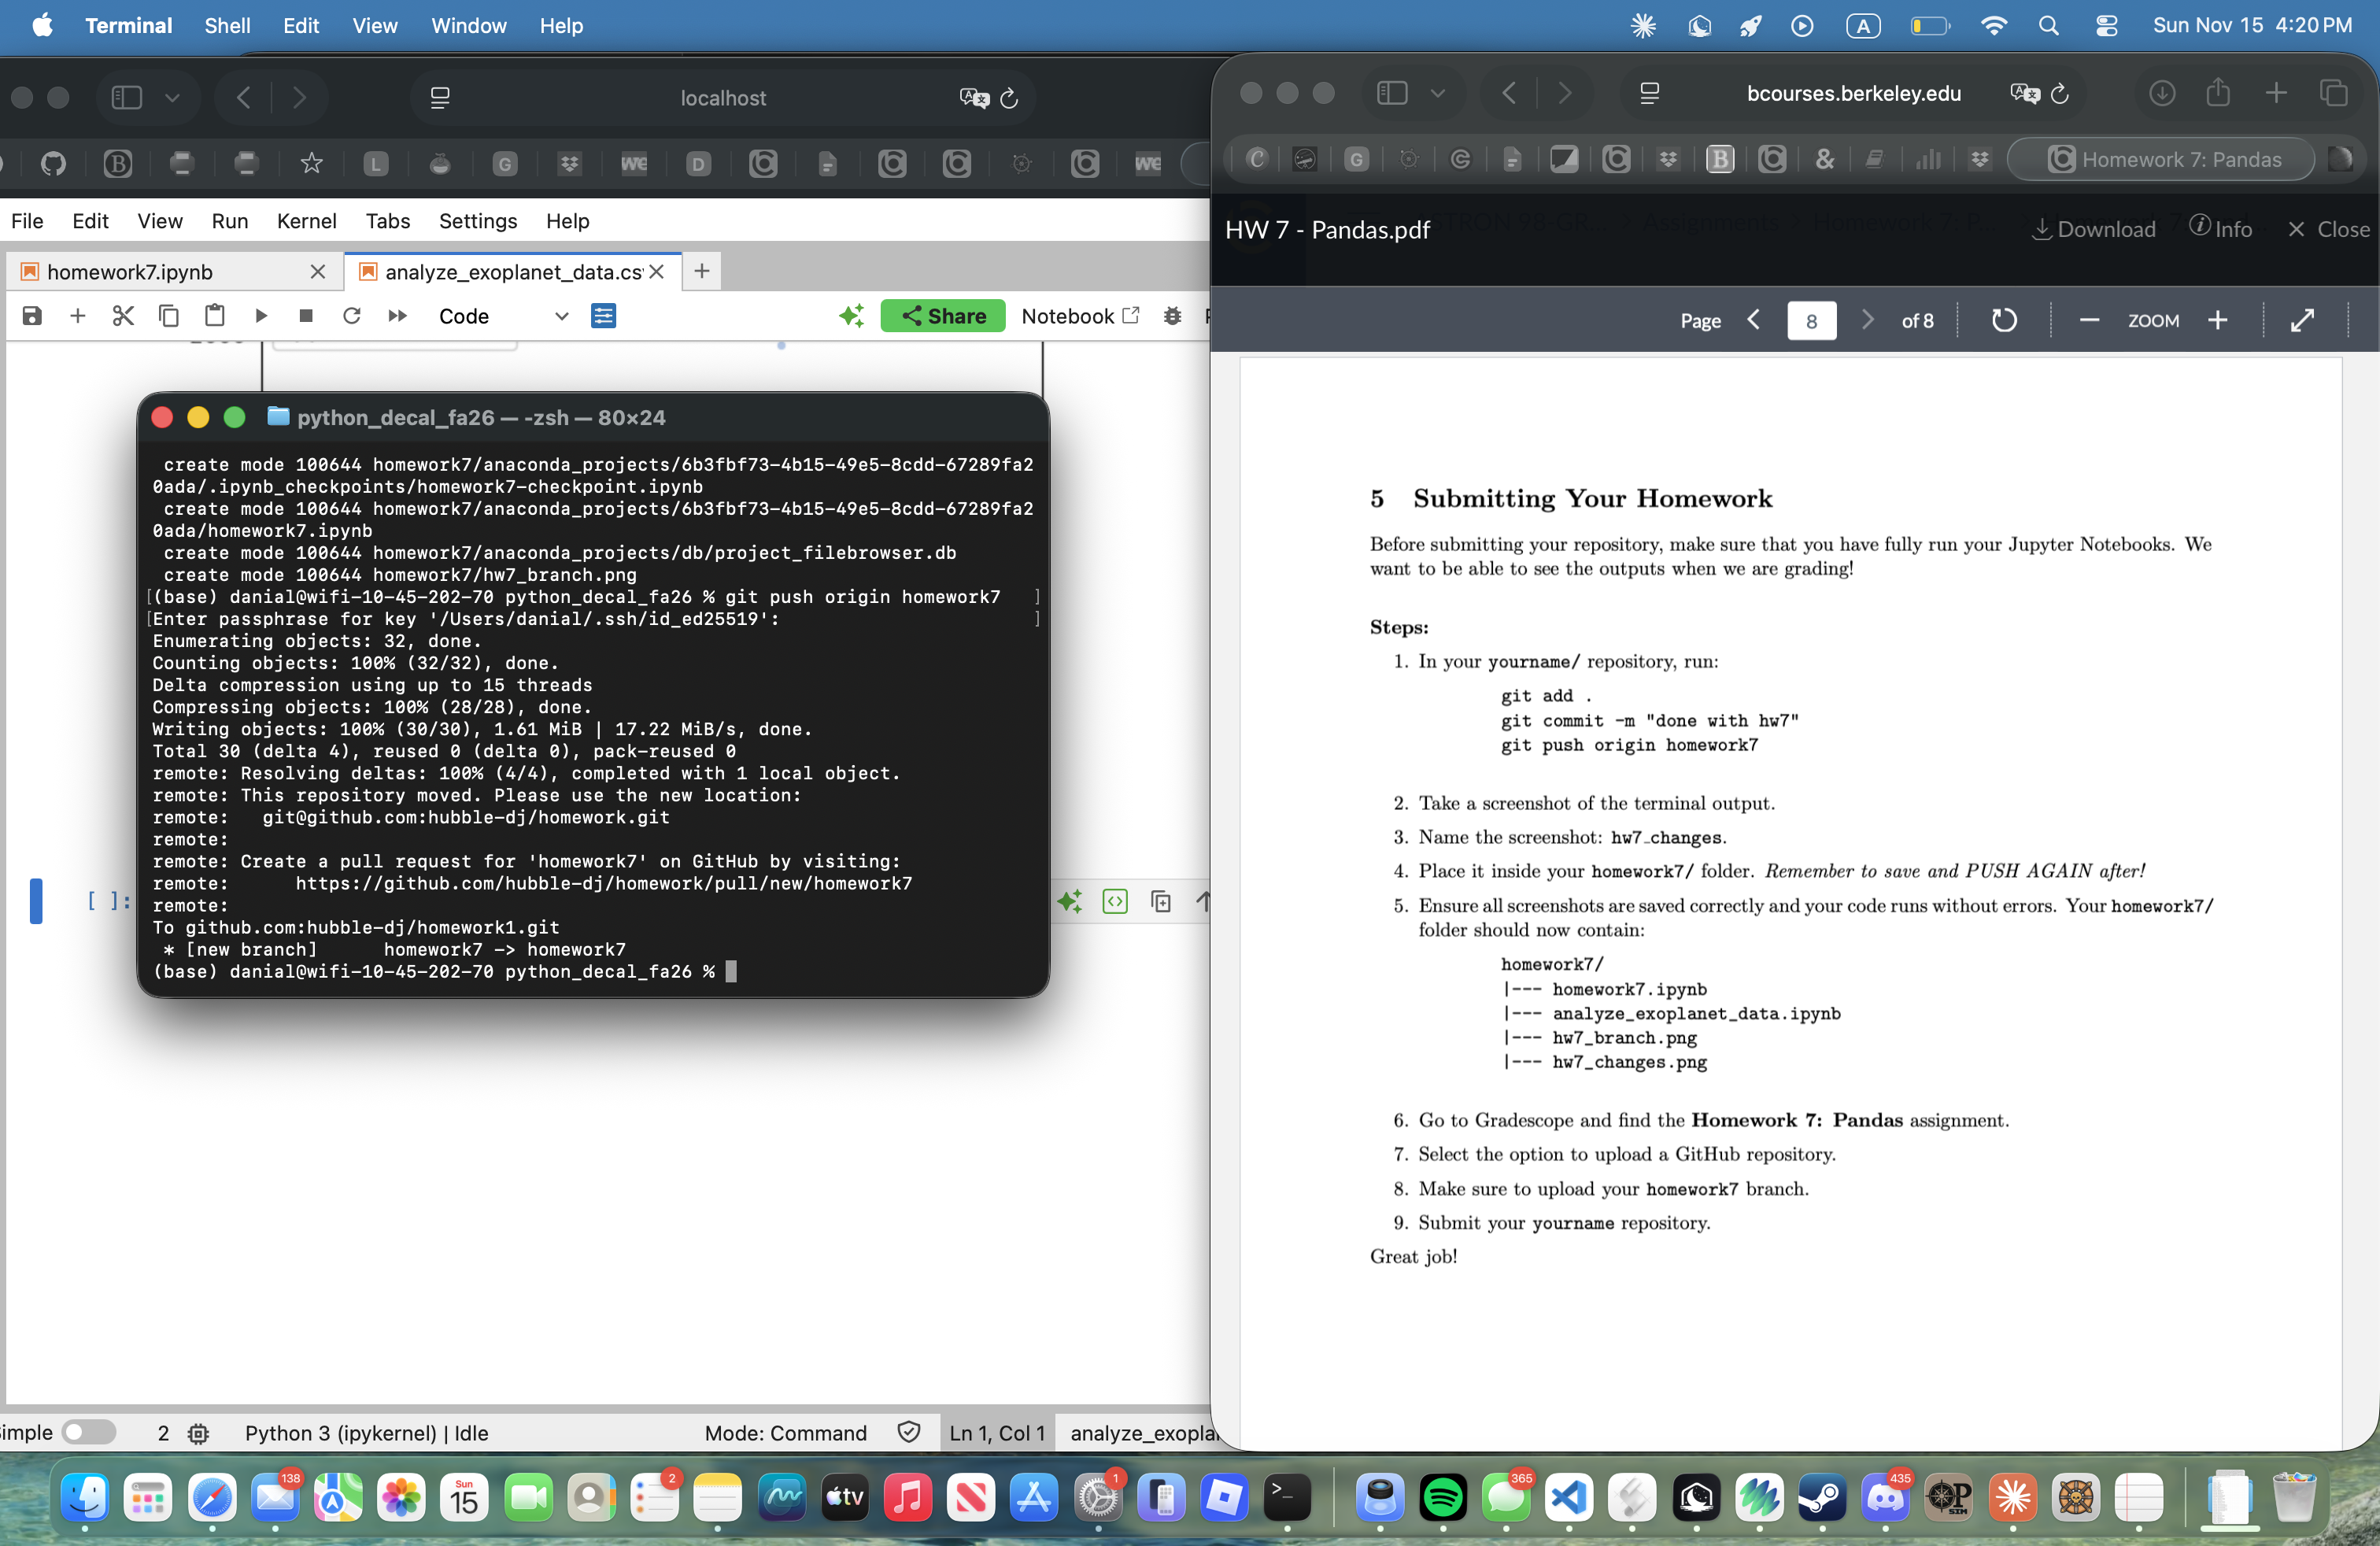 Terminal Shell Edit View Window Help
A
Sun Nov 15 4:20 PM
localhost
bcourses.berkeley.edu
B L G we D we
C G B & Homework 7: Pandas
HW 7 - Pandas.pdf
Download Info Close
File Edit View Run Kernel Tabs Settings Help
homework7.ipynb
analyze_exoplanet_data.cs
Code
Share
Notebook
Page 8 of 8 ZOOM
python_decal_fa26 — -zsh — 80×24
 create mode 100644 homework7/anaconda_projects/6b3fbf73-4b15-49e5-8cdd-67289fa2
0ada/.ipynb_checkpoints/homework7-checkpoint.ipynb
 create mode 100644 homework7/anaconda_projects/6b3fbf73-4b15-49e5-8cdd-67289fa2
0ada/homework7.ipynb
 create mode 100644 homework7/anaconda_projects/db/project_filebrowser.db
 create mode 100644 homework7/hw7_branch.png
[(base) danial@wifi-10-45-202-70 python_decal_fa26 % git push origin homework7 ]
[Enter passphrase for key '/Users/danial/.ssh/id_ed25519': ]
Enumerating objects: 32, done.
Counting objects: 100% (32/32), done.
Delta compression using up to 15 threads
Compressing objects: 100% (28/28), done.
Writing objects: 100% (30/30), 1.61 MiB | 17.22 MiB/s, done.
Total 30 (delta 4), reused 0 (delta 0), pack-reused 0
remote: Resolving deltas: 100% (4/4), completed with 1 local object.
remote: This repository moved. Please use the new location:
remote:   git@github.com:hubble-dj/homework.git
remote:
remote: Create a pull request for 'homework7' on GitHub by visiting:
remote:      https://github.com/hubble-dj/homework/pull/new/homework7
remote:
To github.com:hubble-dj/homework1.git
 * [new branch]      homework7 -> homework7
(base) danial@wifi-10-45-202-70 python_decal_fa26 %
[ ]:
5 Submitting Your Homework
Before submitting your repository, make sure that you have fully run your Jupyter Notebooks. We
want to be able to see the outputs when we are grading!
Steps:
1. In your yourname/ repository, run:
git add .
git commit -m "done with hw7"
git push origin homework7
2. Take a screenshot of the terminal output.
3. Name the screenshot: hw7_changes.
4. Place it inside your homework7/ folder. Remember to save and PUSH AGAIN after!
5. Ensure all screenshots are saved correctly and your code runs without errors. Your homework7/
folder should now contain:
homework7/
|--- homework7.ipynb
|--- analyze_exoplanet_data.ipynb
|--- hw7_branch.png
|--- hw7_changes.png
6. Go to Gradescope and find the Homework 7: Pandas assignment.
7. Select the option to upload a GitHub repository.
8. Make sure to upload your homework7 branch.
9. Submit your yourname repository.
Great job!
imple 2 Python 3 (ipykernel) | Idle Mode: Command Ln 1, Col 1 analyze_exopla
138 Sun 15 2 tv 1 365 435